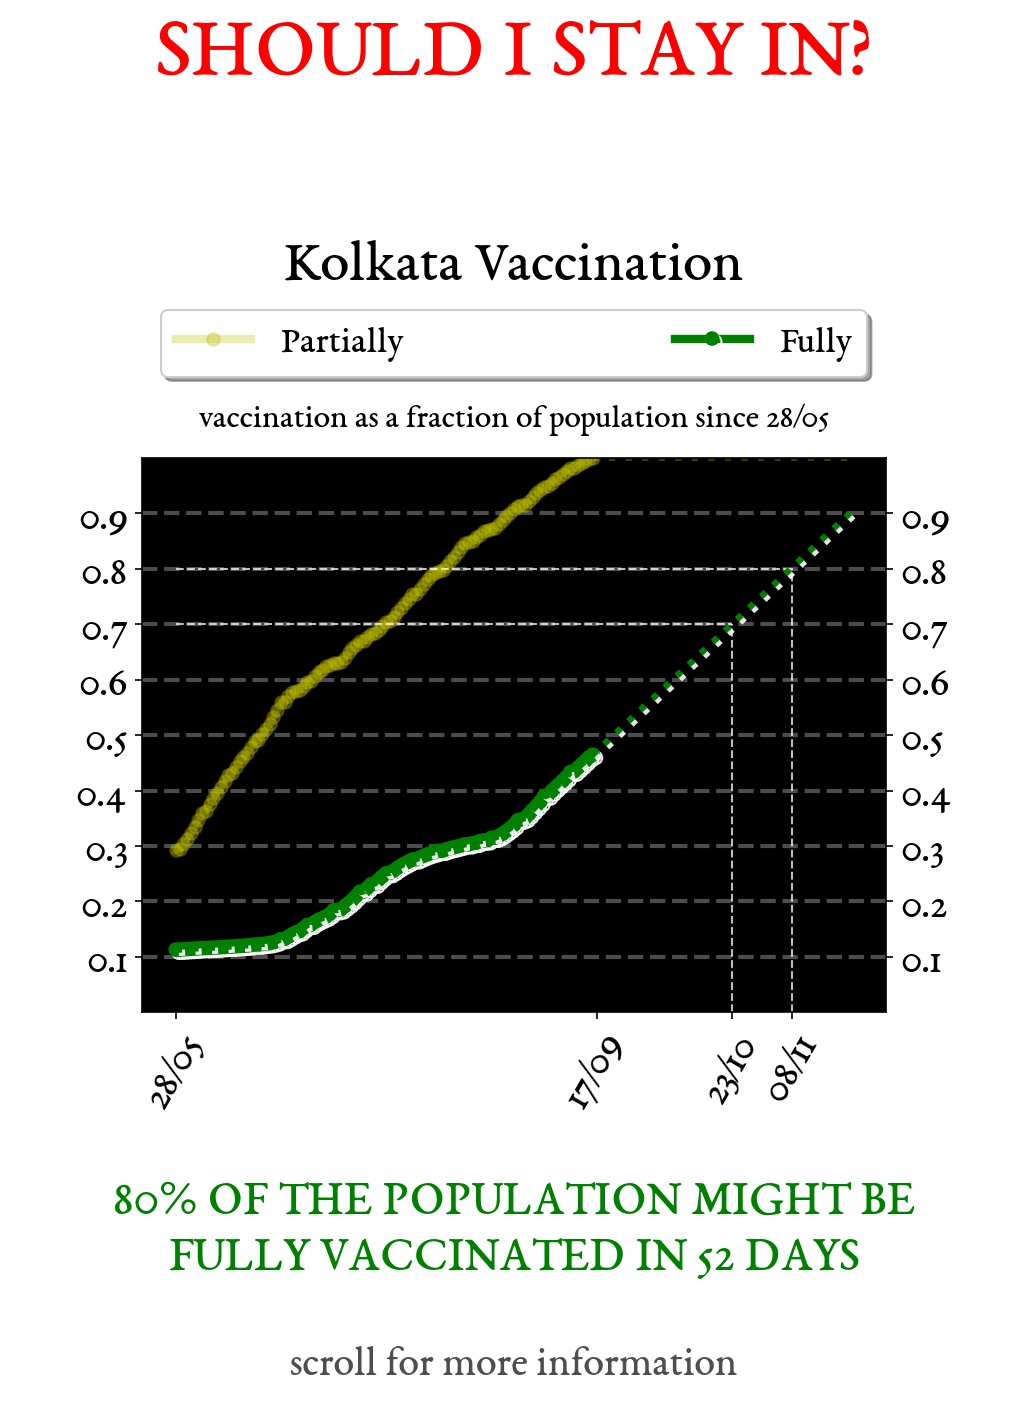 SHOULD I STAY IN?
Kolkata Vaccination
Partially Fully
vaccination as a fraction of population since 28/05
0.9 0.9
0.8 0.8
0.7 0.7
0.6 0.6
0.5 0.5
0.4 0.4
0.3 0.3
0.2 0.2
0.1 0.1
28/05 17/09 23/10 08/11
80% OF THE POPULATION MIGHT BE
FULLY VACCINATED IN 52 DAYS
scroll for more information